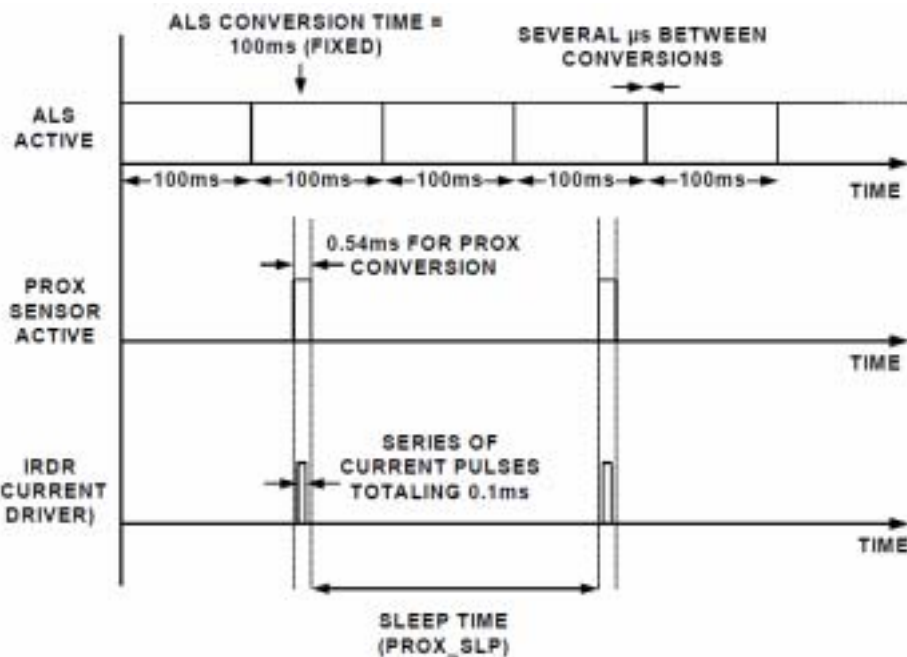 ALS CONVERSION TIME =
100ms (FIXED)
SEVERAL µs BETWEEN
CONVERSIONS
ALS
ACTIVE
100ms
100ms
100ms
100ms
100ms
TIME
0.54ms FOR PROX
CONVERSION
PROX
SENSOR
ACTIVE
TIME
SERIES OF
CURRENT PULSES
TOTALING 0.1ms
IRDR
(CURRENT
DRIVER)
TIME
SLEEP TIME
(PROX_SLP)